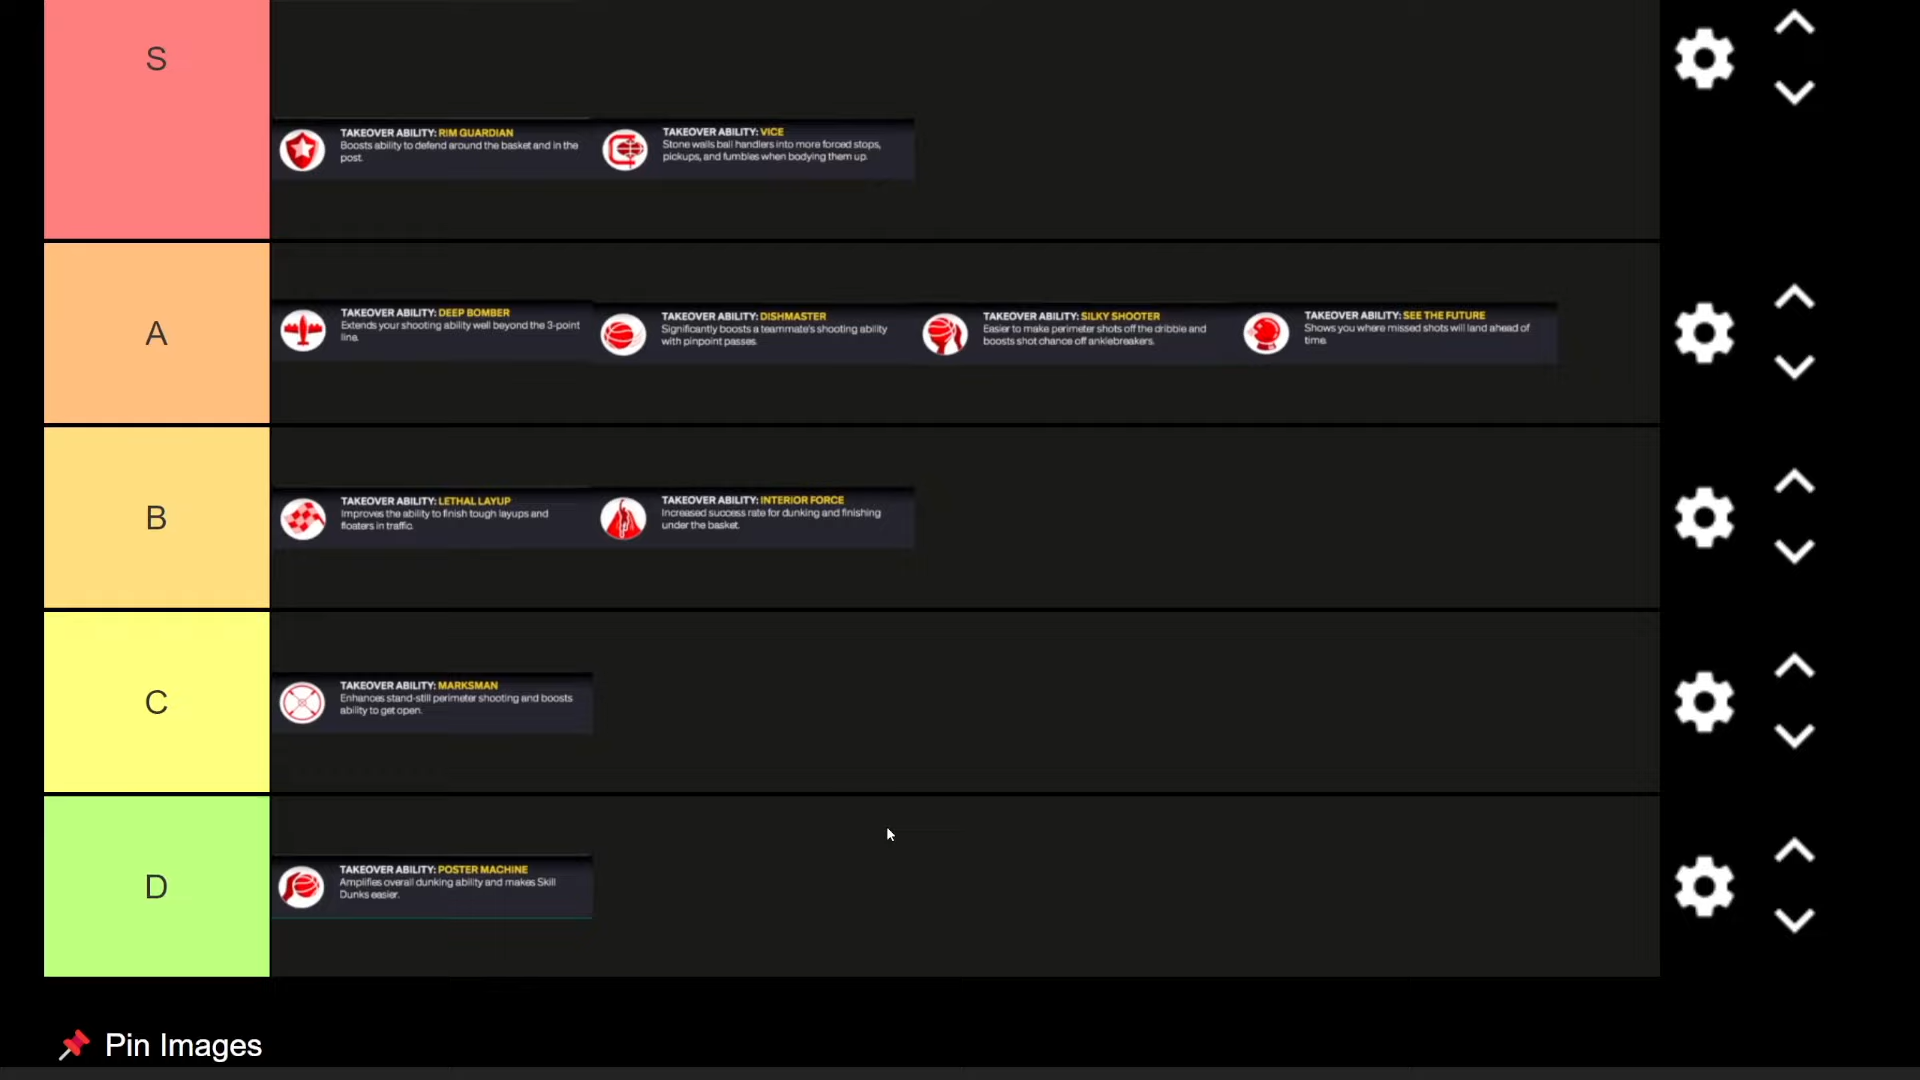 S
TAKEOVER ABILITY: RIM GUARDIAN
Boosts ability to defend around the basket and in the
post.
TAKEOVER ABILITY: VICE
Stone walls ball handlers into more forced stops,
pickups, and fumbles when bodying them up.
A
TAKEOVER ABILITY: DEEP BOMBER
Extends your shooting ability well beyond the 3-point
line.
TAKEOVER ABILITY: DISHMASTER
Significantly boosts a teammate's shooting ability
with pinpoint passes.
TAKEOVER ABILITY: SILKY SHOOTER
Easier to make perimeter shots off the dribble and
boosts shot chance off anklebreakers.
TAKEOVER ABILITY: SEE THE FUTURE
Shows you where missed shots will land ahead of
time.
B
TAKEOVER ABILITY: LETHAL LAYUP
Improves the ability to finish tough layups and
floaters in traffic.
TAKEOVER ABILITY: INTERIOR FORCE
Increased success rate for dunking and finishing
under the basket.
C
TAKEOVER ABILITY: MARKSMAN
Enhances stand-still perimeter shooting and boosts
ability to get open.
D
TAKEOVER ABILITY: POSTER MACHINE
Amplifies overall dunking ability and makes Skill
Dunks easier.
Pin Images